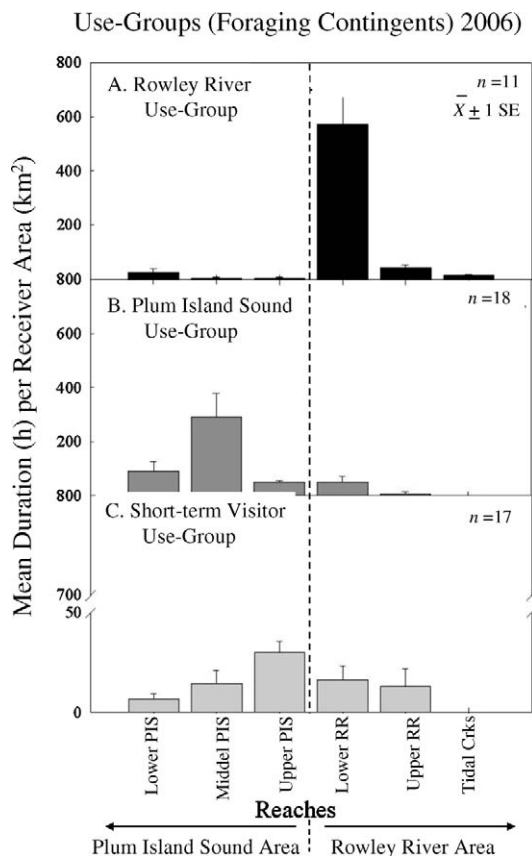 Use-Groups (Foraging Contingents) 2006)
Mean Duration (h) per Receiver Area (km²)
800
A. Rowley River
Use-Group
n =11
X ± 1 SE
600
400
200
800
B. Plum Island Sound
Use-Group
n =18
600
400
200
800
C. Short-term Visitor
Use-Group
n =17
700
50
0
Lower PIS
Middel PIS
Upper PIS
Lower RR
Upper RR
Tidal Crks
Reaches
Plum Island Sound Area
Rowley River Area